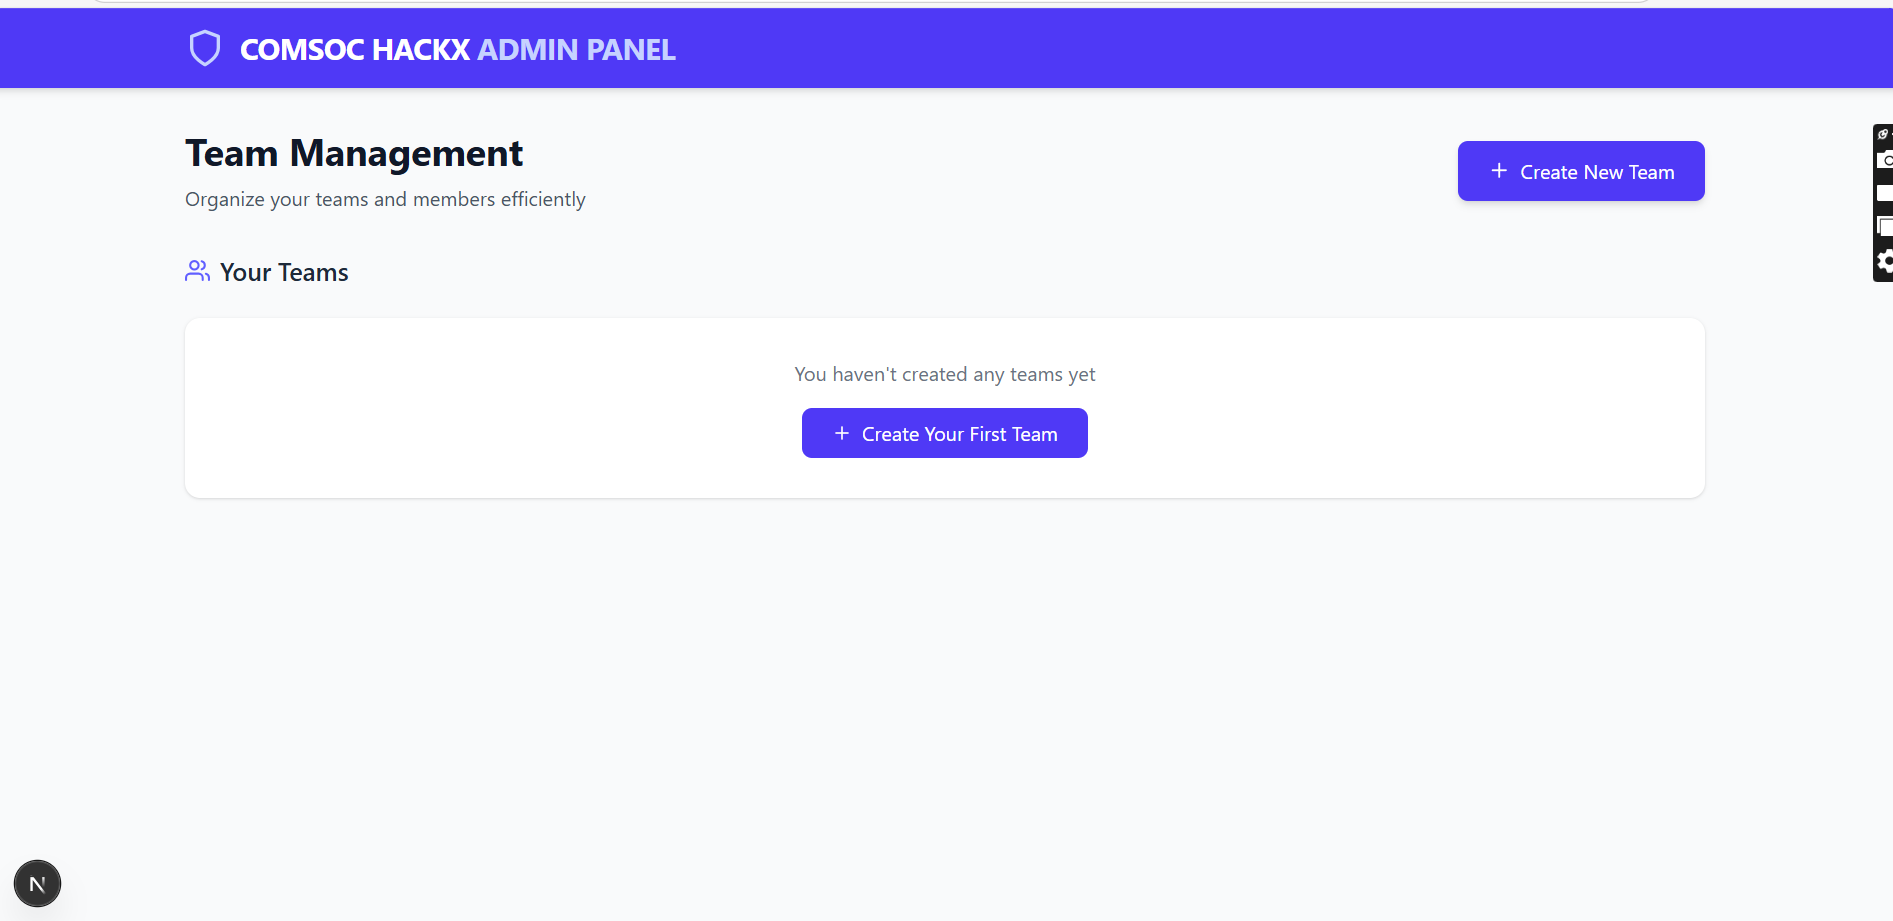 COMSOC HACKX ADMIN PANEL
Team Management
Organize your teams and members efficiently
+ Create New Team
Your Teams
You haven't created any teams yet
+ Create Your First Team
N